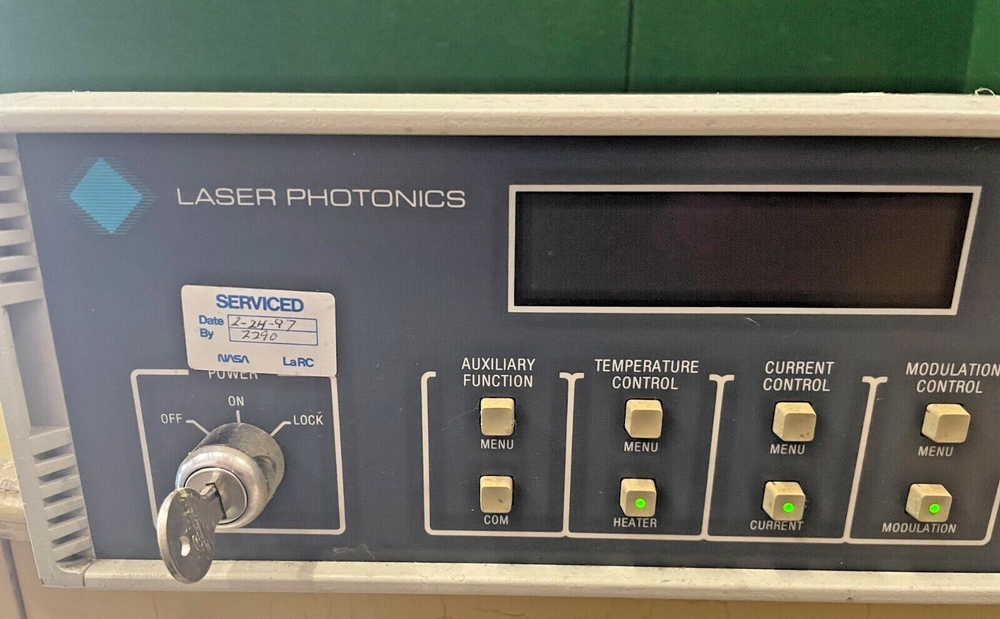 LASER PHOTONICS
SERVICED
Date 2-24-97
By 2290
NASA LaRC
POWER
OFF
ON
LOCK
AUXILIARY
FUNCTION
MENU
COM
TEMPERATURE
CONTROL
MENU
HEATER
CURRENT
CONTROL
MENU
CURRENT
MODULATION
CONTROL
MENU
MODULATION